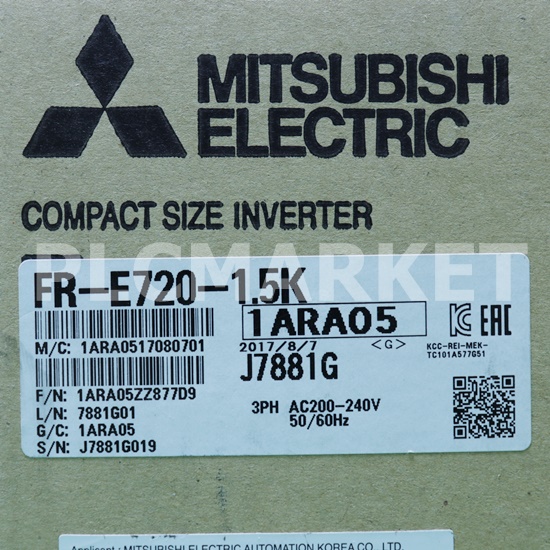 MITSUBISHI
ELECTRIC
COMPACT SIZE INVERTER
PLCMARKET
FR-E720-1.5K
1ARA05
M/C: 1ARA0517080701
2017/8/7 <G>
J7881G
KCC-REI-MEK-
TC101A577G51
EAC
F/N: 1ARA05ZZ877D9
L/N: 7881G01
G/C: 1ARA05
S/N: J7881G019
3PH AC200-240V
50/60Hz
Applicant : MITSUBISHI ELECTRIC AUTOMATION KOREA CO., LTD.